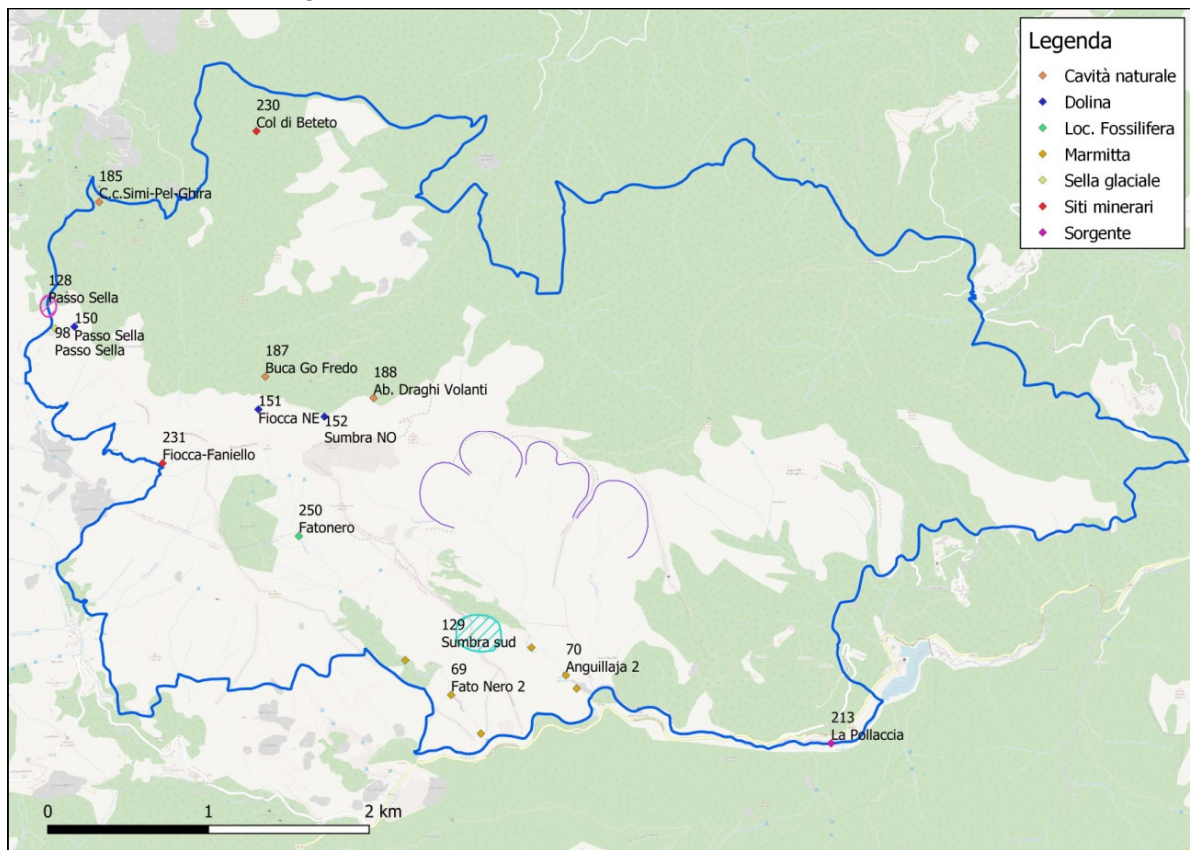 Legenda
Cavità naturale
Dolina
Loc. Fossilifera
Marmitta
Sella glaciale
Siti minerari
Sorgente
230
Col di Beteto
185
C.c.Simi-Pel-Ghira
128
Passo Sella
150
Passo Sella
98
Passo Sella
187
Buca Go Fredo
188
Ab. Draghi Volanti
151
Fiocca NE
152
Sumbra NO
231
Fiocca-Faniello
250
Fatonero
129
Sumbra sud
70
Anguillaja 2
69
Fato Nero 2
213
La Pollaccia
0 1 2 km